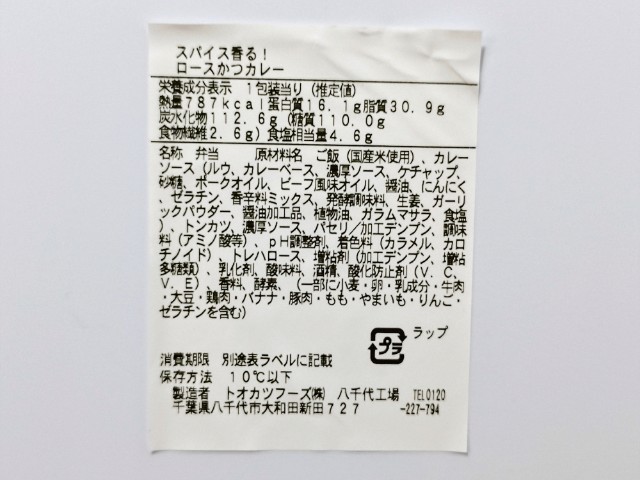 スパイス香る！
ロースかつカレー
栄養成分表示　1包装当り（推定値）
熱量787kcal蛋白質16.1g脂質30.9g
炭水化物112.6g（糖質110.0g
食物繊維2.6g）食塩相当量4.6g
名称　弁当　　原材料名　ご飯（国産米使用）、カレー
ソース（ルウ、カレーベース、濃厚ソース、ケチャップ、
砂糖、ポークオイル、ビーフ風味オイル、醤油、にんにく
、ゼラチン、香辛料ミックス、発酵調味料、生姜、ガーリ
ックパウダー、醤油加工品、植物油、ガラムマサラ、食塩
）、トンカツ、濃厚ソース、パセリ／加工デンプン、調味
料（アミノ酸等）、pH調整剤、着色料（カラメル、カロ
チノイド）、トレハロース、増粘剤（加工デンプン、増粘
多糖類）、乳化剤、酸味料、酒精、酸化防止剤（V．C、
V．E）、香料、酵素、（一部に小麦・卵・乳成分・牛肉
・大豆・鶏肉・バナナ・豚肉・もも・やまいも・りんご・
ゼラチンを含む）
プラ ラップ
消費期限　別途表ラベルに記載
保存方法　10℃以下
製造者　トオカツフーズ㈱　八千代工場　TEL0120
千葉県八千代市大和田新田727　-227-794